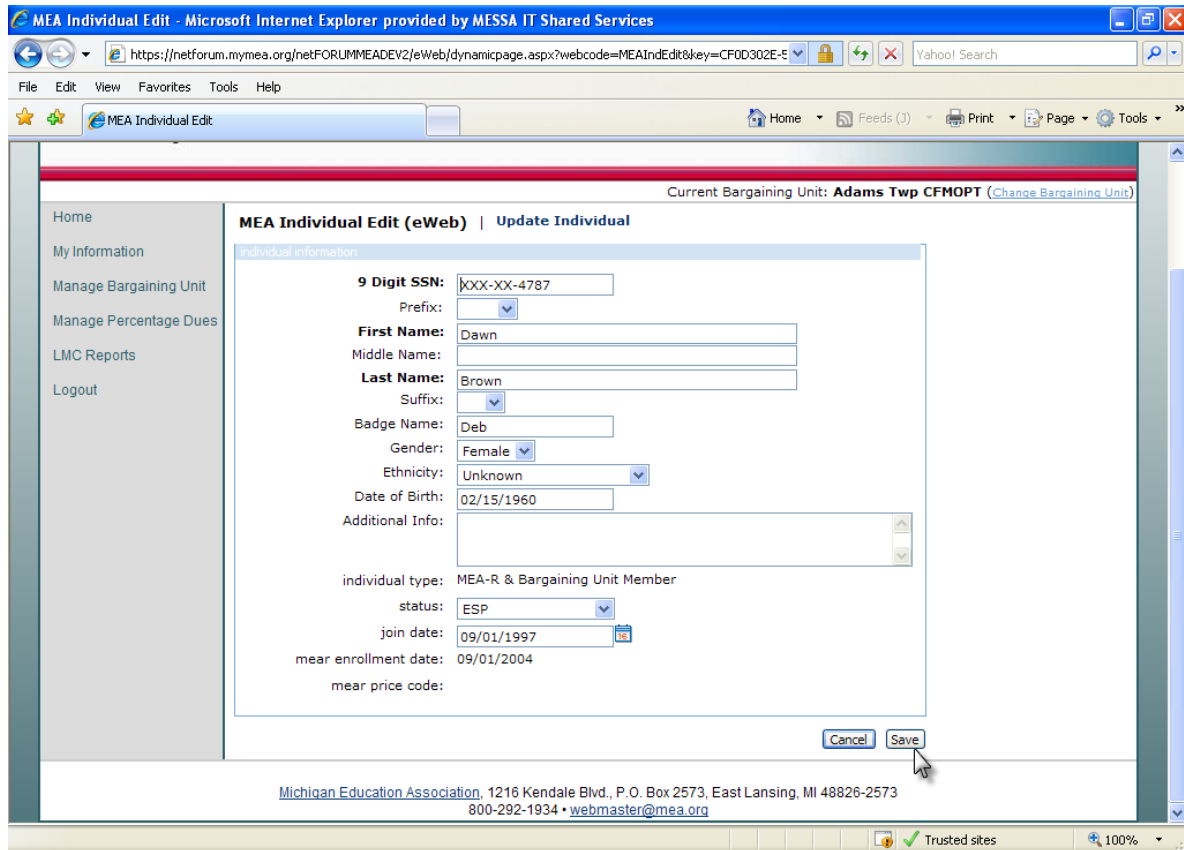 MEA Individual Edit - Microsoft Internet Explorer provided by MESSA IT Shared Services
https://netforum.mymea.org/netFORUMMEADEV2/eWeb/dynamicpage.aspx?webcode=MEAIndEdit&key=CF0D302E-5 Yahoo! Search
File Edit View Favorites Tools Help
MEA Individual Edit Home Feeds (J) Print Page Tools »
Current Bargaining Unit: Adams Twp CFMOPT (Change Bargaining Unit)
Home
My Information
Manage Bargaining Unit
Manage Percentage Dues
LMC Reports
Logout
MEA Individual Edit (eWeb) | Update Individual
individual information
9 Digit SSN: XXX-XX-4787
Prefix:
First Name: Dawn
Middle Name:
Last Name: Brown
Suffix:
Badge Name: Deb
Gender: Female
Ethnicity: Unknown
Date of Birth: 02/15/1960
Additional Info:
individual type: MEA-R & Bargaining Unit Member
status: ESP
join date: 09/01/1997 16
mear enrollment date: 09/01/2004
mear price code:
Cancel Save
Michigan Education Association, 1216 Kendale Blvd., P.O. Box 2573, East Lansing, MI 48826-2573
800-292-1934 • webmaster@mea.org
Trusted sites 100%